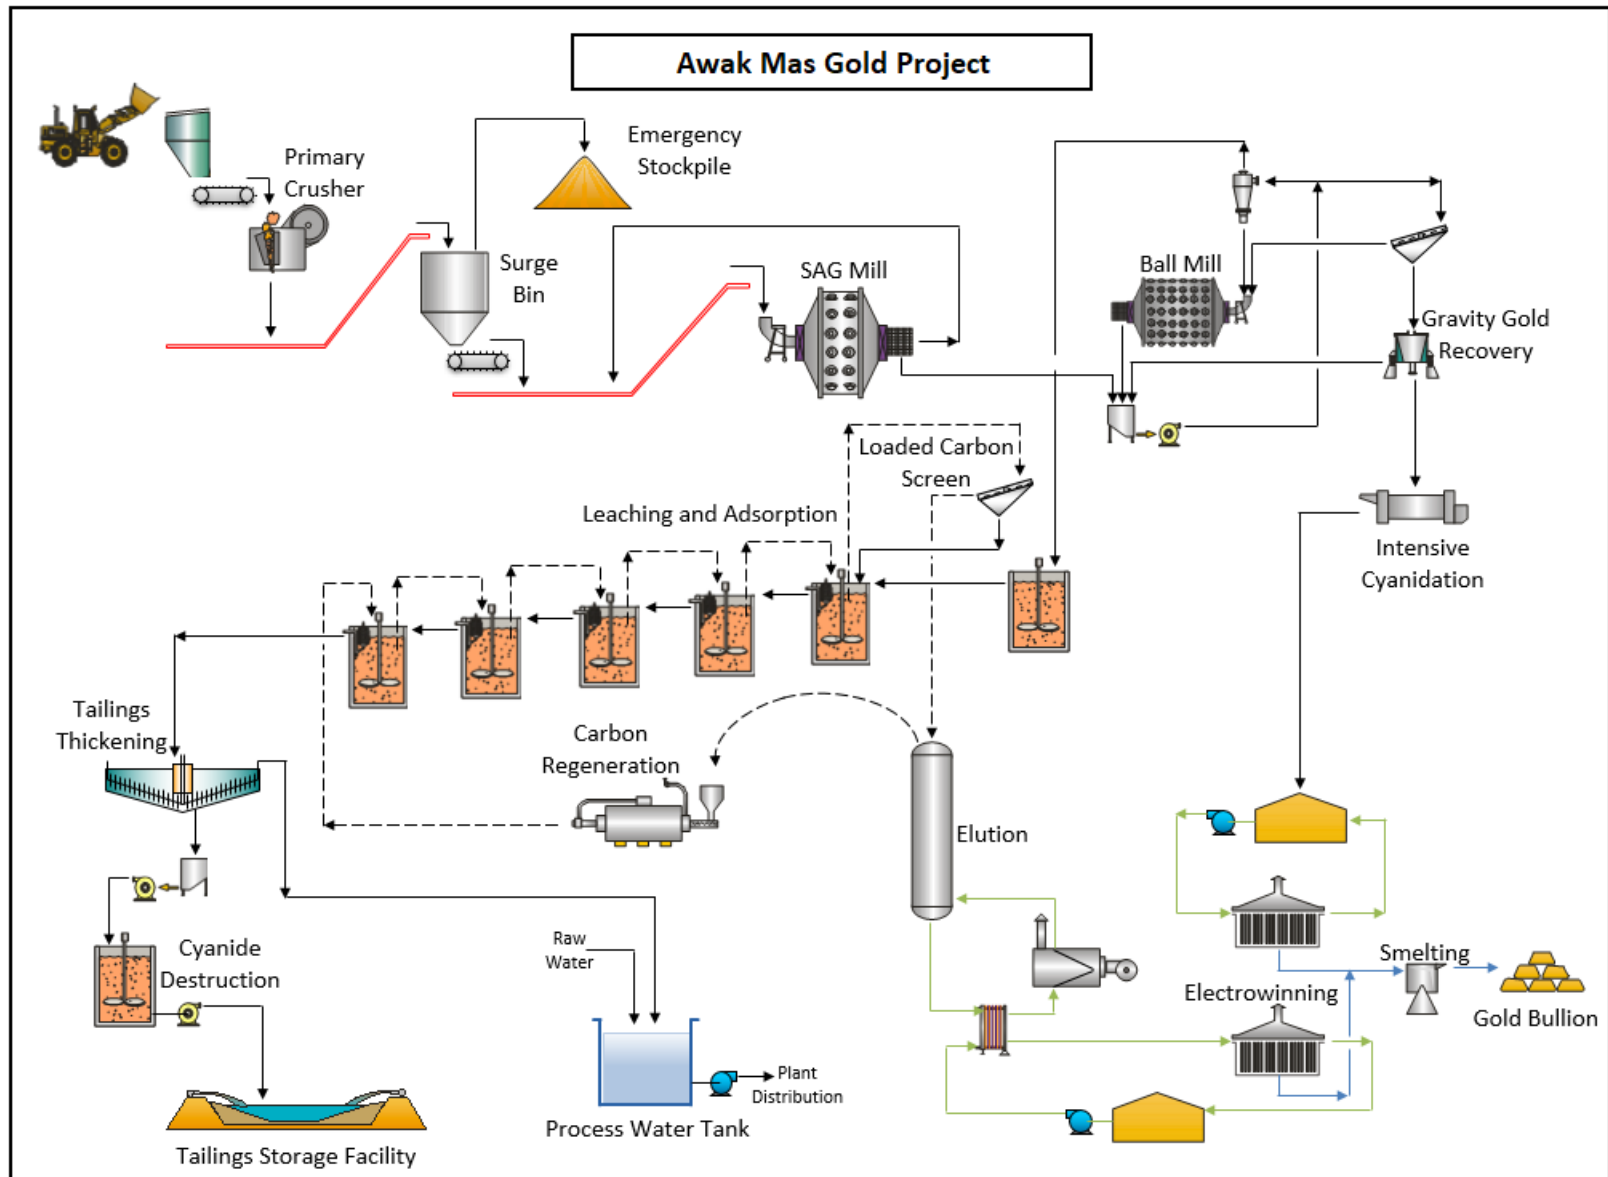 Awak Mas Gold Project
Primary
Crusher
Emergency
Stockpile
Surge
Bin
SAG Mill
Ball Mill
Gravity Gold
Recovery
Loaded Carbon
Screen
Leaching and Adsorption
Intensive
Cyanidation
Tailings
Thickening
Carbon
Regeneration
Elution
Cyanide
Destruction
Raw
Water
Smelting
Electrowinning
Gold Bullion
Plant
Distribution
Process Water Tank
Tailings Storage Facility